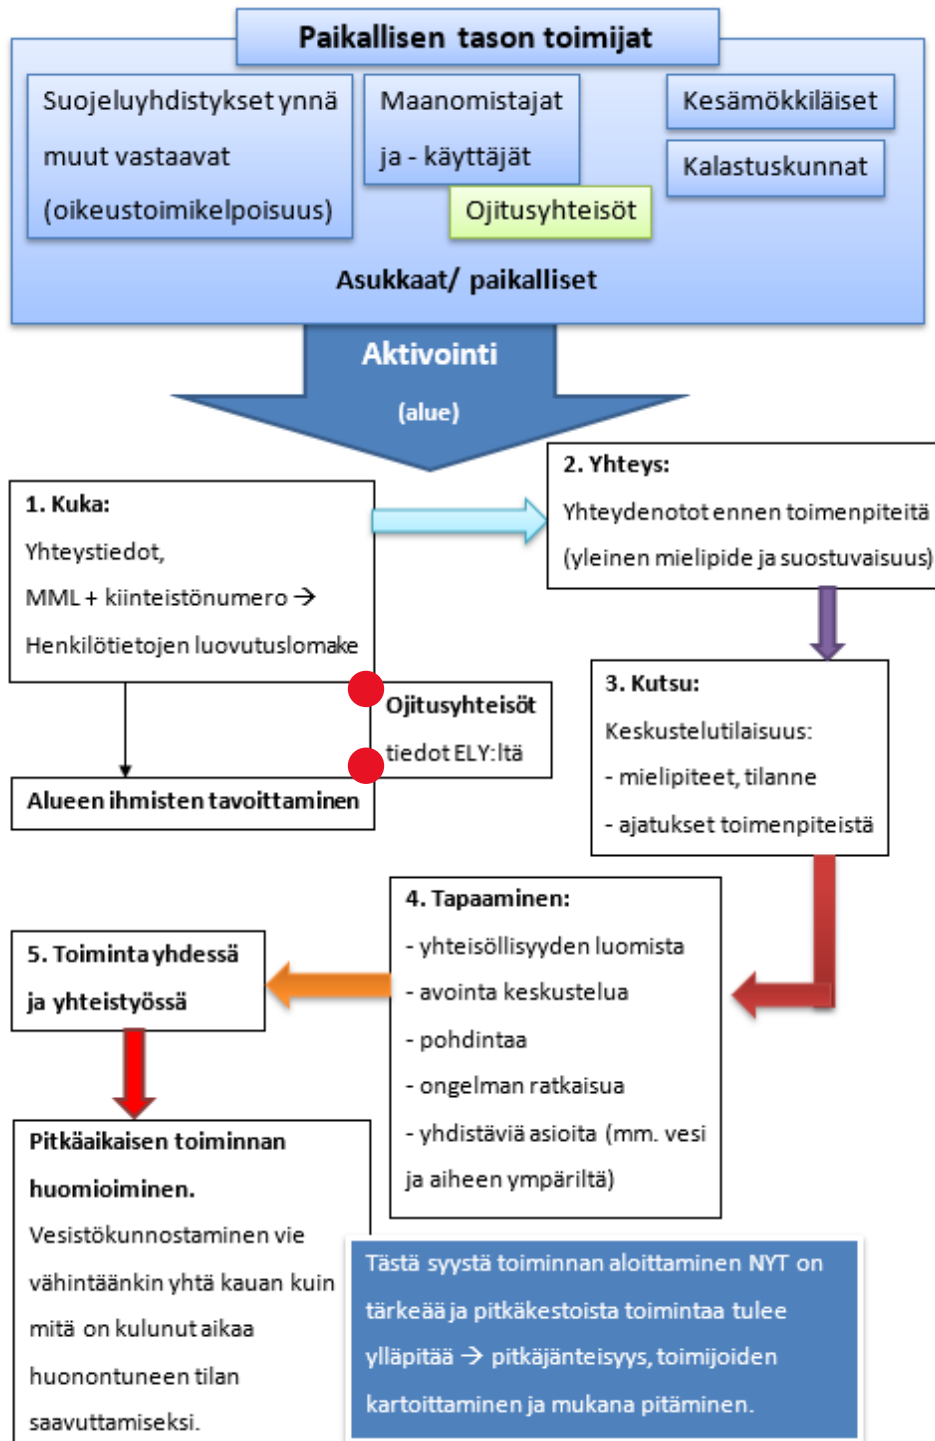 Paikallisen tason toimijat
Suojeluyhdistykset ynnä
muut vastaavat
(oikeustoimikelpoisuus)
Maanomistajat
ja - käyttäjät
Kesämökkiläiset
Kalastuskunnat
Ojitusyhteisöt
Asukkaat/ paikalliset
Aktivointi
(alue)
1. Kuka:
Yhteystiedot,
MML + kiinteistönumero →
Henkilötietojen luovutuslomake
2. Yhteys:
Yhteydenotot ennen toimenpiteitä
(yleinen mielipide ja suostuvaisuus)
Ojitusyhteisöt
tiedot ELY:ltä
Alueen ihmisten tavoittaminen
3. Kutsu:
Keskustelutilaisuus:
- mielipiteet, tilanne
- ajatukset toimenpiteistä
4. Tapaaminen:
- yhteisöllisyyden luomista
- avointa keskustelua
- pohdintaa
- ongelman ratkaisua
- yhdistäviä asioita (mm. vesi
ja aiheen ympäriltä)
5. Toiminta yhdessä
ja yhteistyössä
Pitkäaikaisen toiminnan
huomioiminen.
Vesistökunnostaminen vie
vähintäänkin yhtä kauan kuin
mitä on kulunut aikaa
huonontuneen tilan
saavuttamiseksi.
Tästä syystä toiminnan aloittaminen NYT on
tärkeää ja pitkäkestoista toimintaa tulee
ylläpitää → pitkäjänteisyys, toimijoiden
kartoittaminen ja mukana pitäminen.